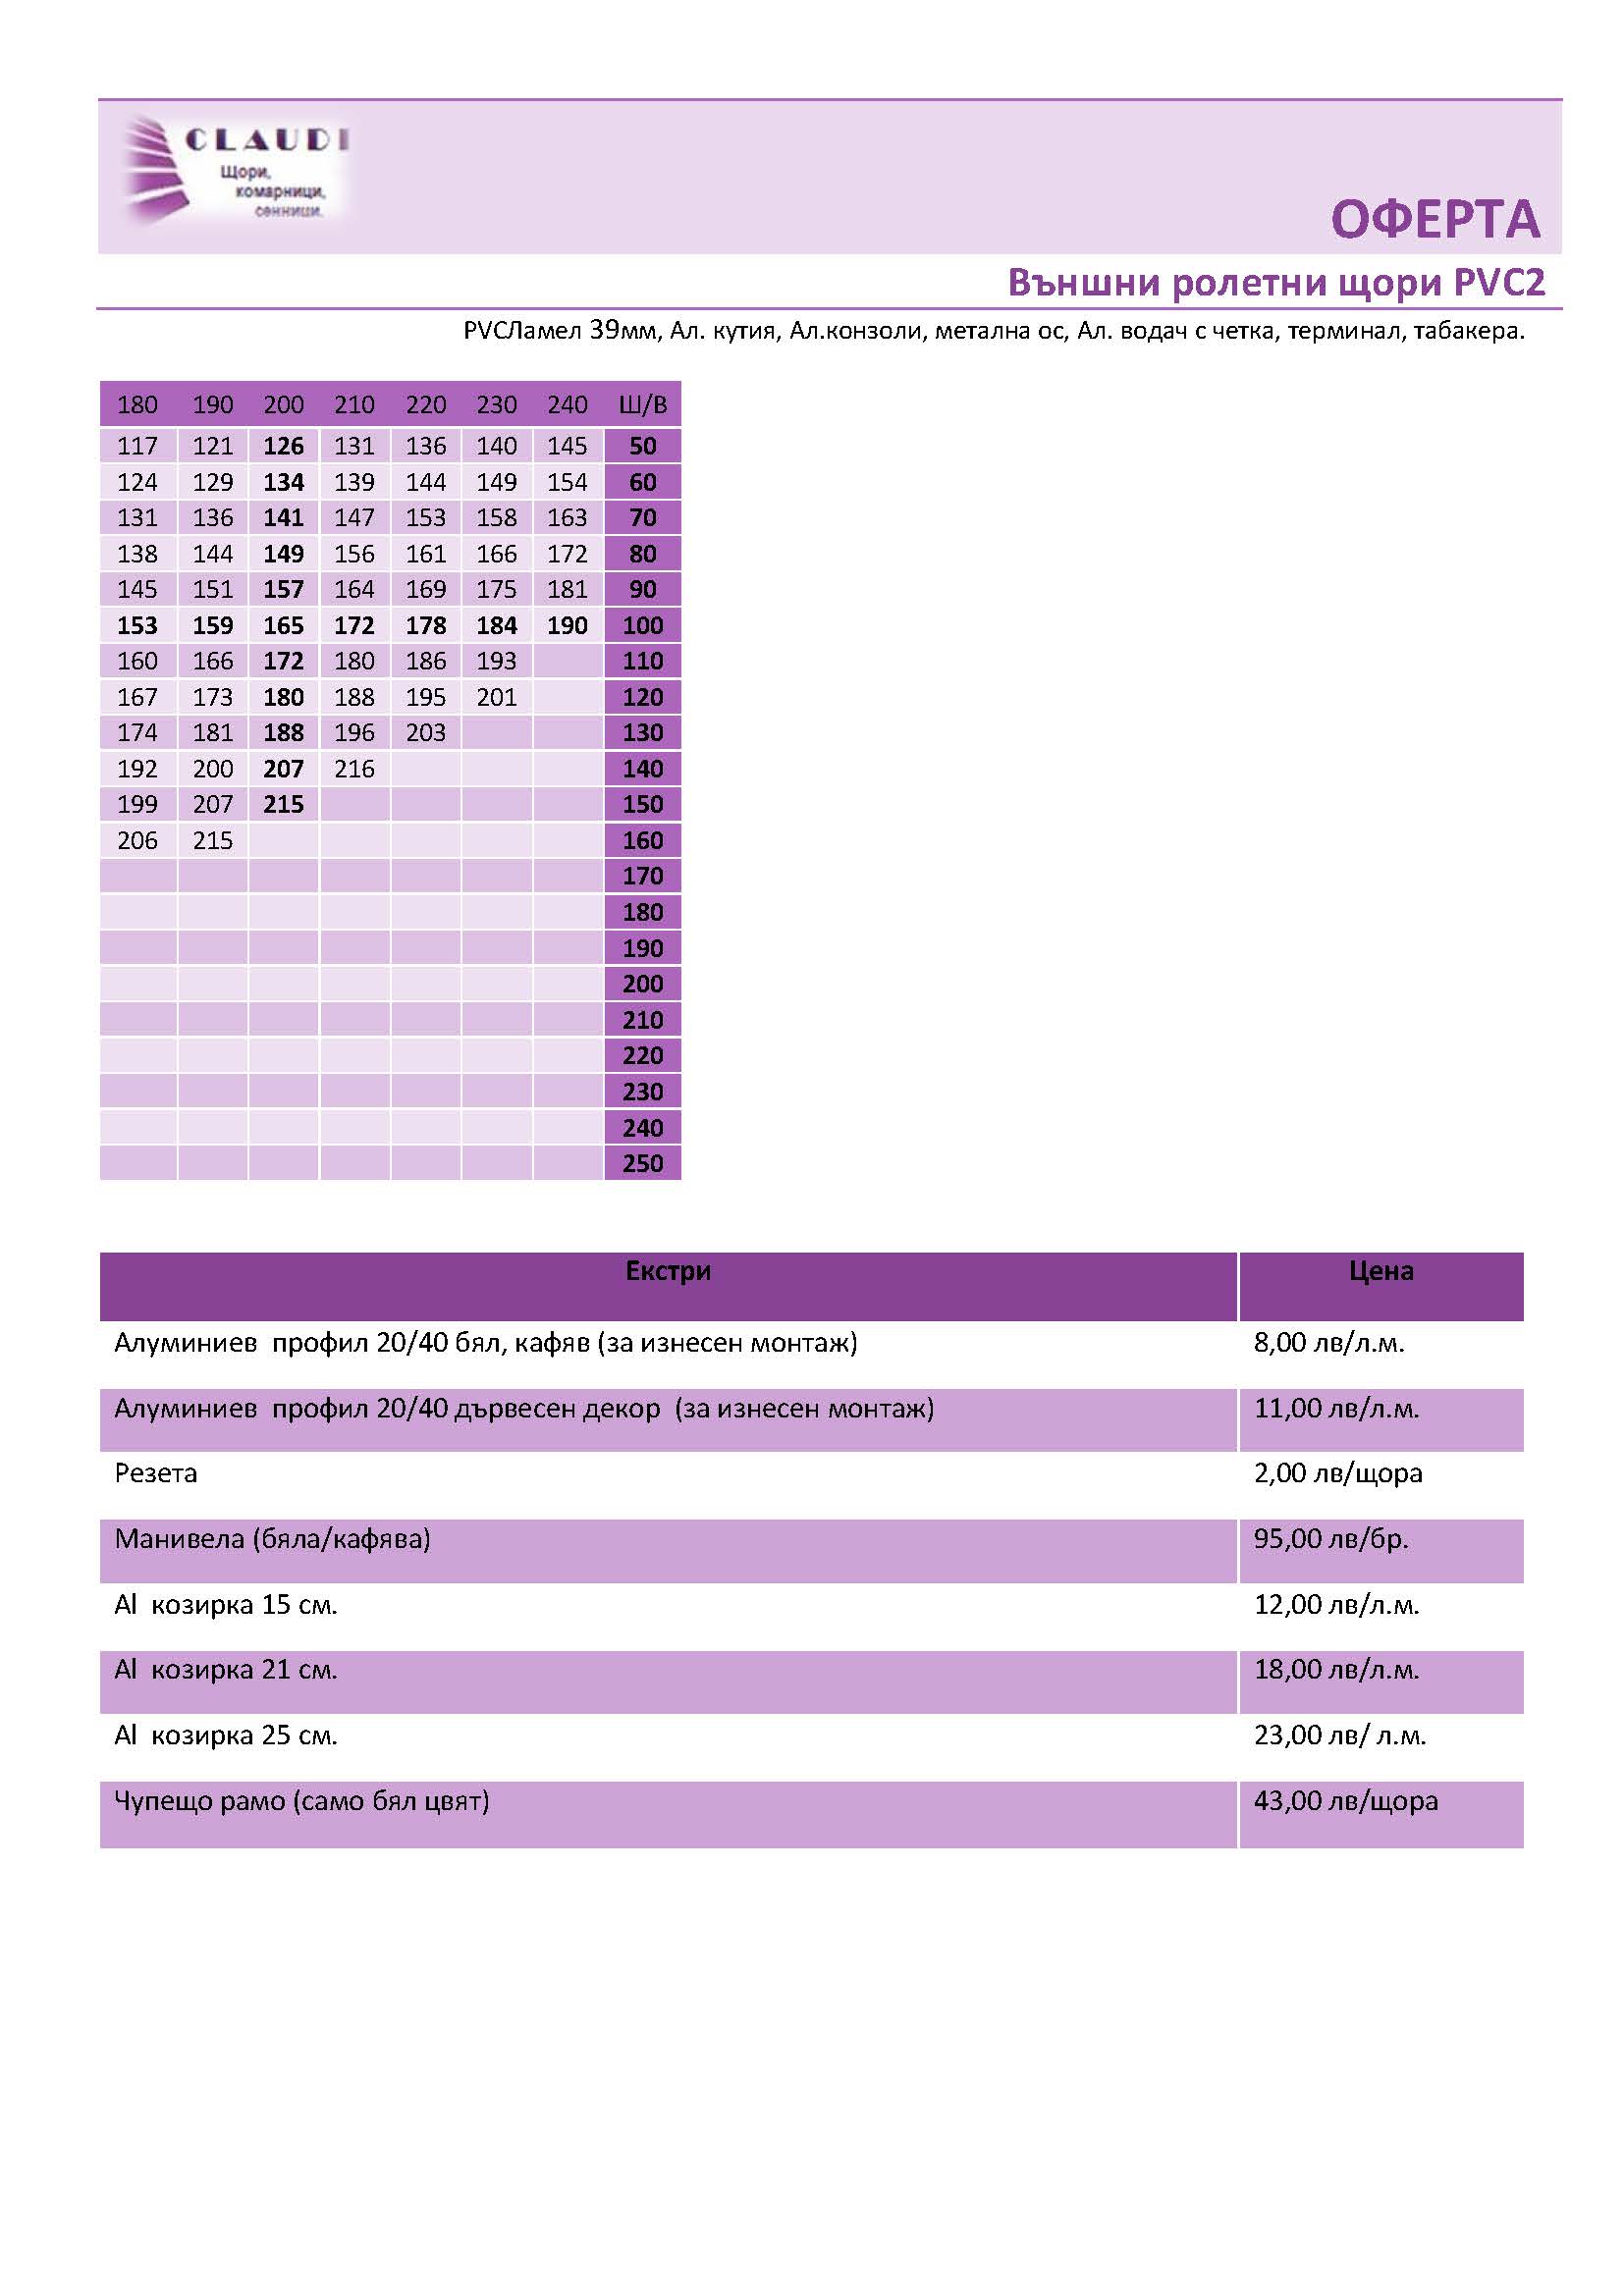 CLAUDI
Щори,
комарници,
сенници.
ОФЕРТА
Външни ролетни щори PVC2
PVCЛамел 39мм, Ал. кутия, Ал.конзоли, метална ос, Ал. водач с четка, терминал, табакера.
180 190 200 210 220 230 240 Ш/В
117 121 126 131 136 140 145 50
124 129 134 139 144 149 154 60
131 136 141 147 153 158 163 70
138 144 149 156 161 166 172 80
145 151 157 164 169 175 181 90
153 159 165 172 178 184 190 100
160 166 172 180 186 193 110
167 173 180 188 195 201 120
174 181 188 196 203 130
192 200 207 216 140
199 207 215 150
206 215 160
170
180
190
200
210
220
230
240
250
Екстри Цена
Алуминиев  профил 20/40 бял, кафяв (за изнесен монтаж) 8,00 лв/л.м.
Алуминиев  профил 20/40 дървесен декор  (за изнесен монтаж) 11,00 лв/л.м.
Резета 2,00 лв/щора
Манивела (бяла/кафява) 95,00 лв/бр.
Al  козирка 15 см. 12,00 лв/л.м.
Al  козирка 21 см. 18,00 лв/л.м.
Al  козирка 25 см. 23,00 лв/ л.м.
Чупещо рамо (само бял цвят) 43,00 лв/щора